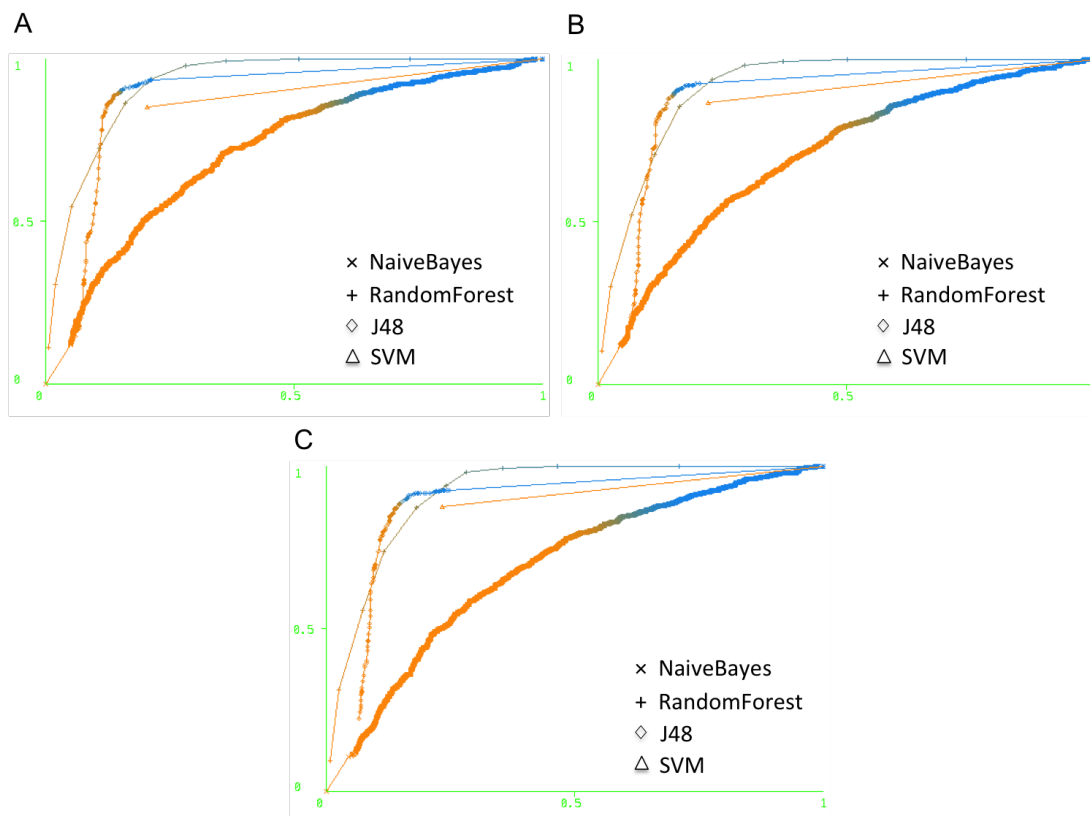 A
1
0.5
0
0
0.5
1
× NaiveBayes
+ RandomForest
◇ J48
△ SVM
B
1
0.5
0
0
0.5
× NaiveBayes
+ RandomForest
◇ J48
△ SVM
C
1
0.5
0
0
0.5
1
× NaiveBayes
+ RandomForest
◇ J48
△ SVM